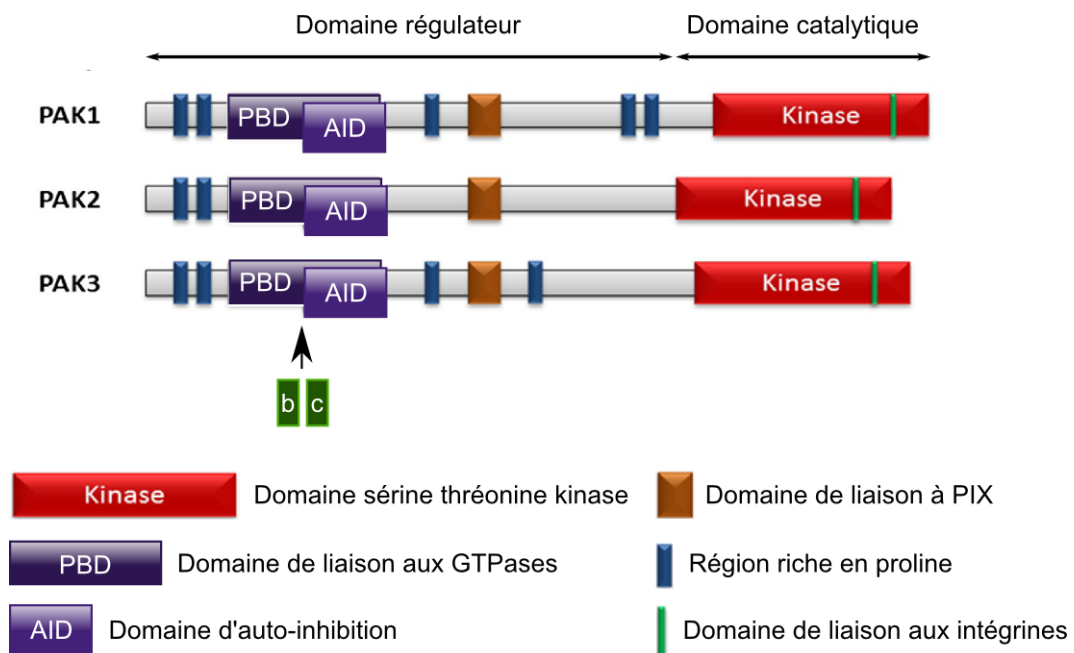 Domaine régulateur
Domaine catalytique
PAK1
PBD
AID
Kinase
PAK2
PBD
AID
Kinase
PAK3
PBD
AID
Kinase
b
c
Kinase
Domaine sérine thréonine kinase
Domaine de liaison à PIX
PBD
Domaine de liaison aux GTPases
Région riche en proline
AID
Domaine d'auto-inhibition
Domaine de liaison aux intégrines